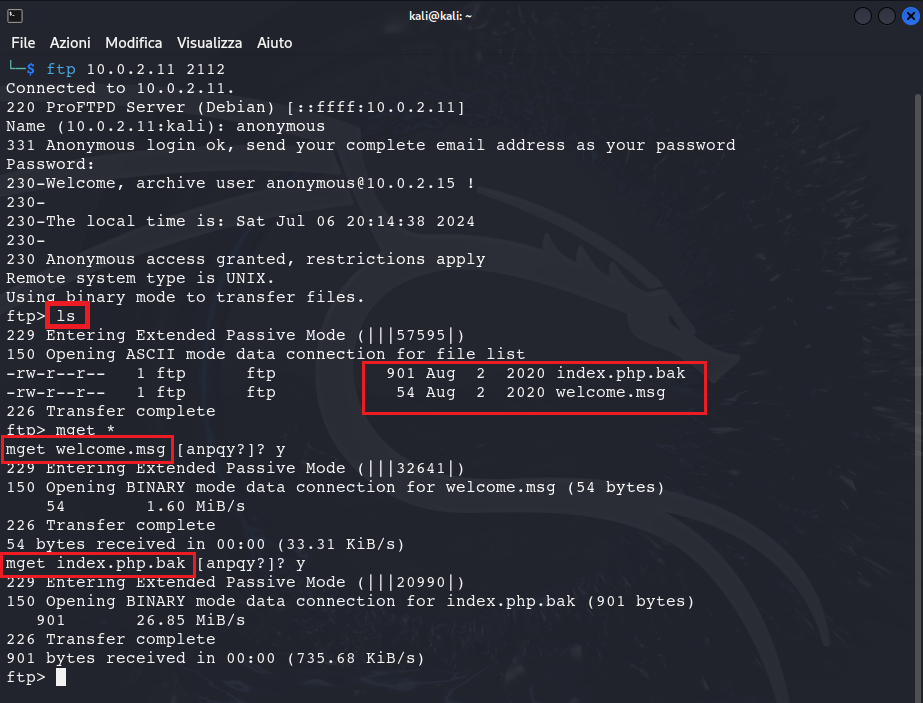 kali@kali: ~
File Azioni Modifica Visualizza Aiuto
└─$ ftp 10.0.2.11 2112
Connected to 10.0.2.11.
220 ProFTPD Server (Debian) [::ffff:10.0.2.11]
Name (10.0.2.11:kali): anonymous
331 Anonymous login ok, send your complete email address as your password
Password:
230-Welcome, archive user anonymous@10.0.2.15 !
230-
230-The local time is: Sat Jul 06 20:14:38 2024
230-
230 Anonymous access granted, restrictions apply
Remote system type is UNIX.
Using binary mode to transfer files.
ftp> ls
229 Entering Extended Passive Mode (|||57595|)
150 Opening ASCII mode data connection for file list
-rw-r--r--   1 ftp      ftp           901 Aug  2  2020 index.php.bak
-rw-r--r--   1 ftp      ftp            54 Aug  2  2020 welcome.msg
226 Transfer complete
ftp> mget *
mget welcome.msg [anpqy?]? y
229 Entering Extended Passive Mode (|||32641|)
150 Opening BINARY mode data connection for welcome.msg (54 bytes)
    54        1.60 MiB/s
226 Transfer complete
54 bytes received in 00:00 (33.31 KiB/s)
mget index.php.bak [anpqy?]? y
229 Entering Extended Passive Mode (|||20990|)
150 Opening BINARY mode data connection for index.php.bak (901 bytes)
   901       26.85 MiB/s
226 Transfer complete
901 bytes received in 00:00 (735.68 KiB/s)
ftp>